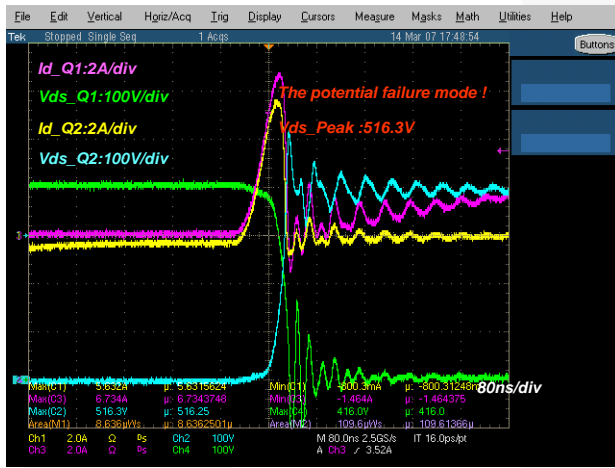 File Edit Vertical Horiz/Acq Trig Display Cursors Measure Masks Math Utilities Help
Tek Stopped Single Seq 1 Acqs 14 Mar 07 17:48:54
Buttons
Id_Q1:2A/div
Vds_Q1:100V/div
The potential failure mode !
Id_Q2:2A/div
Vds_Peak :516.3V
Vds_Q2:100V/div
3
2
80ns/div
Max(C1) 5.632A µ: 5.6315624 Min(C1) -800.3mA µ: -800.31248m
Max(C3) 6.734A µ: 6.7343748 Min(C3) -1.464A µ: -1.464375
Max(C2) 516.3V µ: 516.25 Max(C4) 416.0V µ: 416.0
Area(M1) 8.636µWs µ: 8.6362501µ Area(M2) 109.6µWs µ: 109.61366µ
Ch1 2.0A Ω Ch2 100V M 80.0ns 2.5GS/s IT 16.0ps/pt
Ch3 2.0A Ω Ch4 100V A Ch3 3.52A